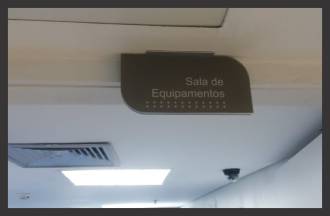 Sala de
Equipamentos